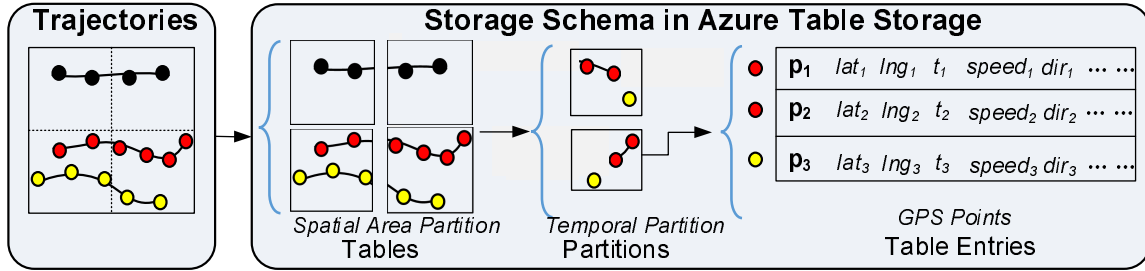 Trajectories
Storage Schema in Azure Table Storage
p1 lat1 lng1 t1 speed1 dir1 ... ...
p2 lat2 lng2 t2 speed2 dir2 ... ...
p3 lat3 lng3 t3 speed3 dir3 ... ...
Spatial Area Partition
Tables
Temporal Partition
Partitions
GPS Points
Table Entries